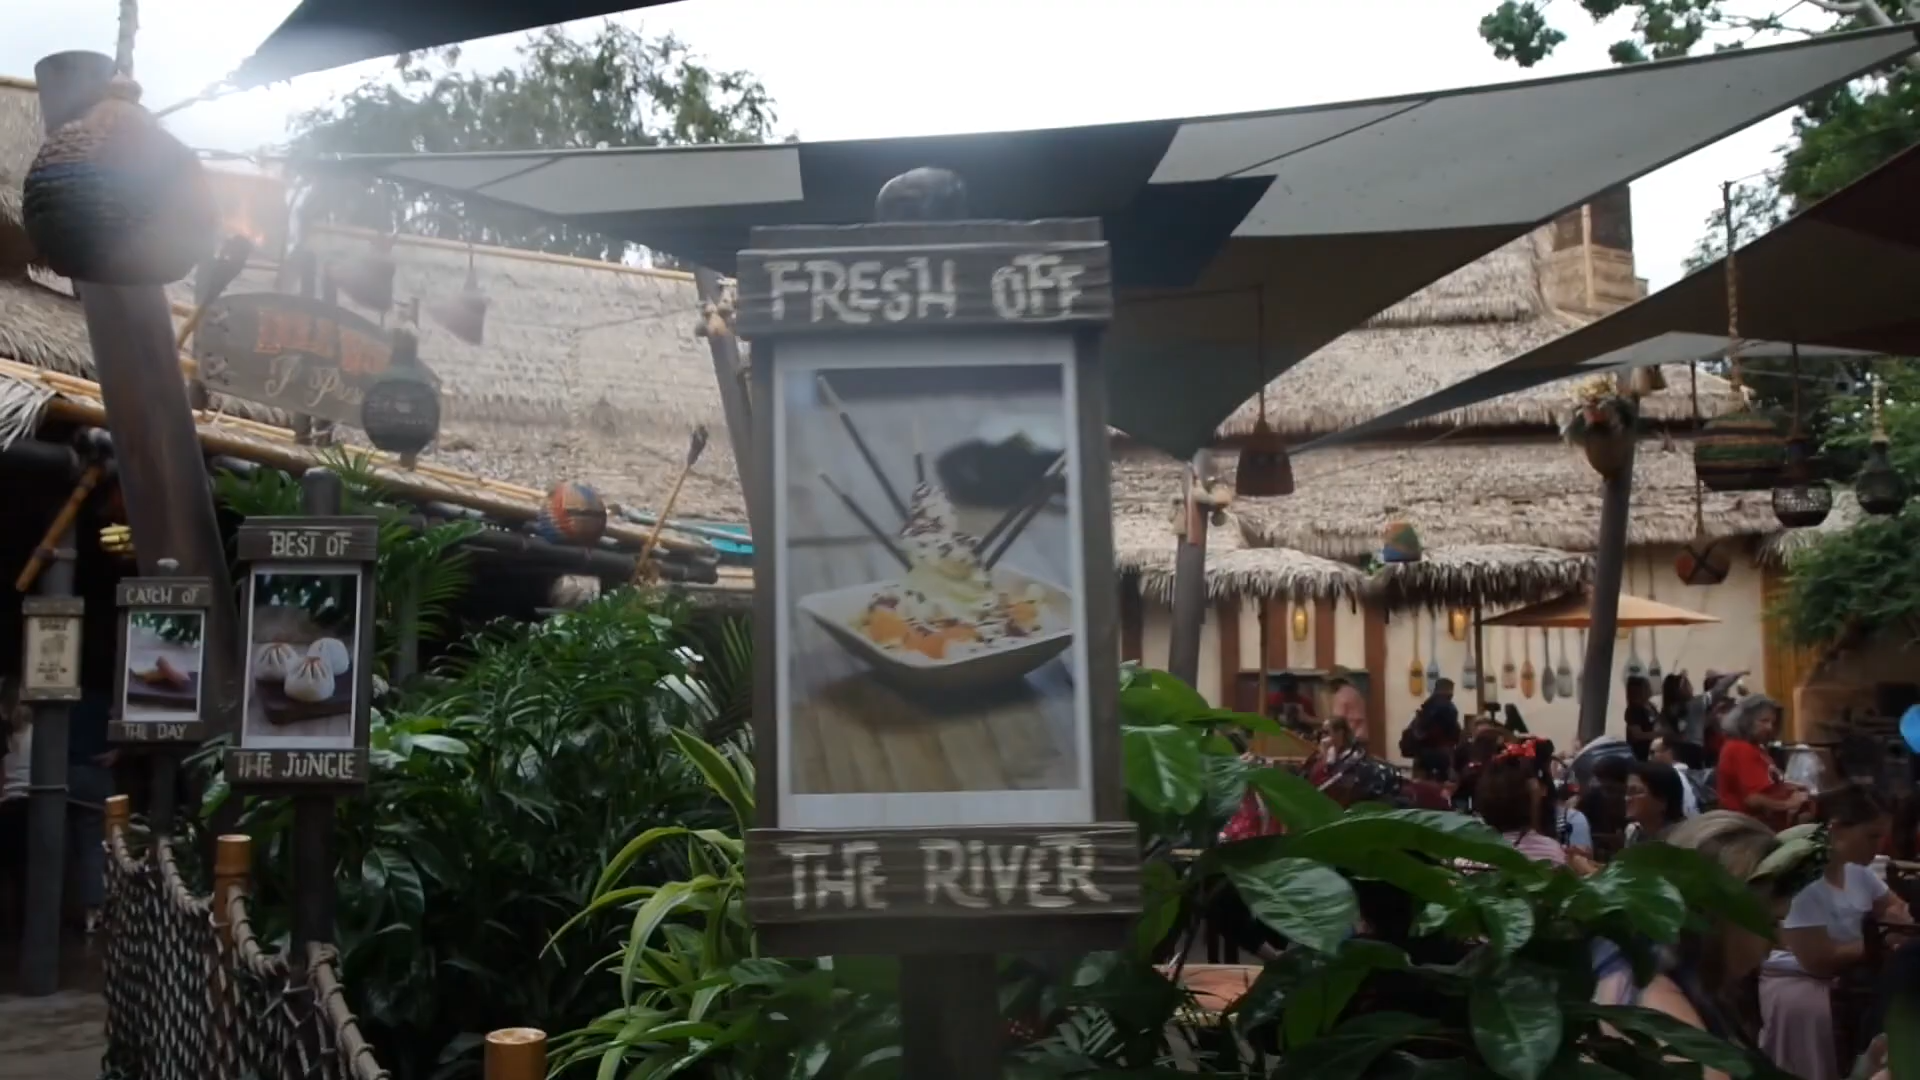 FRESH OFF
THE RIVER
BEST OF
THE JUNGLE
CATCH OF
THE DAY